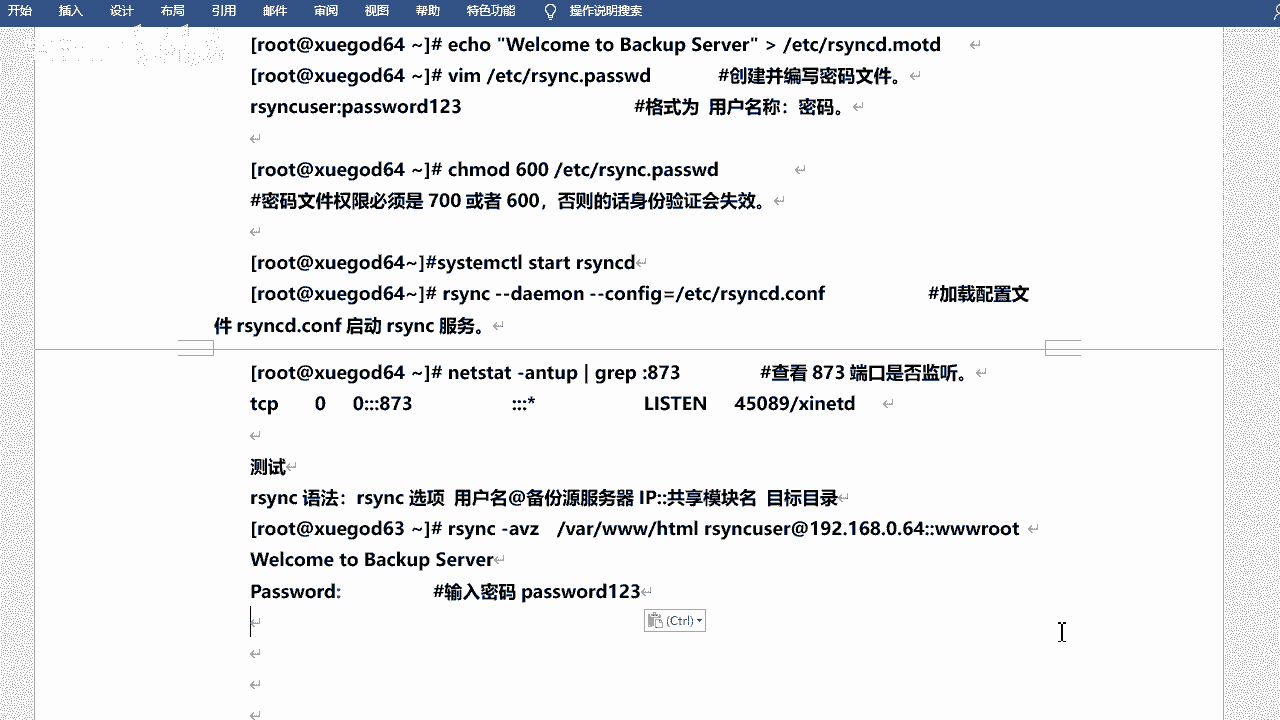 开始 插入 设计 布局 引用 邮件 审阅 视图 帮助 特色功能 操作说明搜索
[root@xuegod64 ~]# echo "Welcome to Backup Server" > /etc/rsyncd.motd
[root@xuegod64 ~]# vim /etc/rsync.passwd #创建并编写密码文件。
rsyncuser:password123 #格式为 用户名称：密码。
[root@xuegod64 ~]# chmod 600 /etc/rsync.passwd
#密码文件权限必须是 700 或者 600，否则的话身份验证会失效。
[root@xuegod64~]#systemctl start rsyncd
[root@xuegod64~]# rsync --daemon --config=/etc/rsyncd.conf #加载配置文
件 rsyncd.conf 启动 rsync 服务。
[root@xuegod64 ~]# netstat -antup | grep :873 #查看 873 端口是否监听。
tcp 0 0:::873 :::* LISTEN 45089/xinetd
测试
rsync 语法：rsync 选项 用户名@备份源服务器 IP::共享模块名 目标目录
[root@xuegod63 ~]# rsync -avz /var/www/html rsyncuser@192.168.0.64::wwwroot
Welcome to Backup Server
Password: #输入密码 password123
(Ctrl)